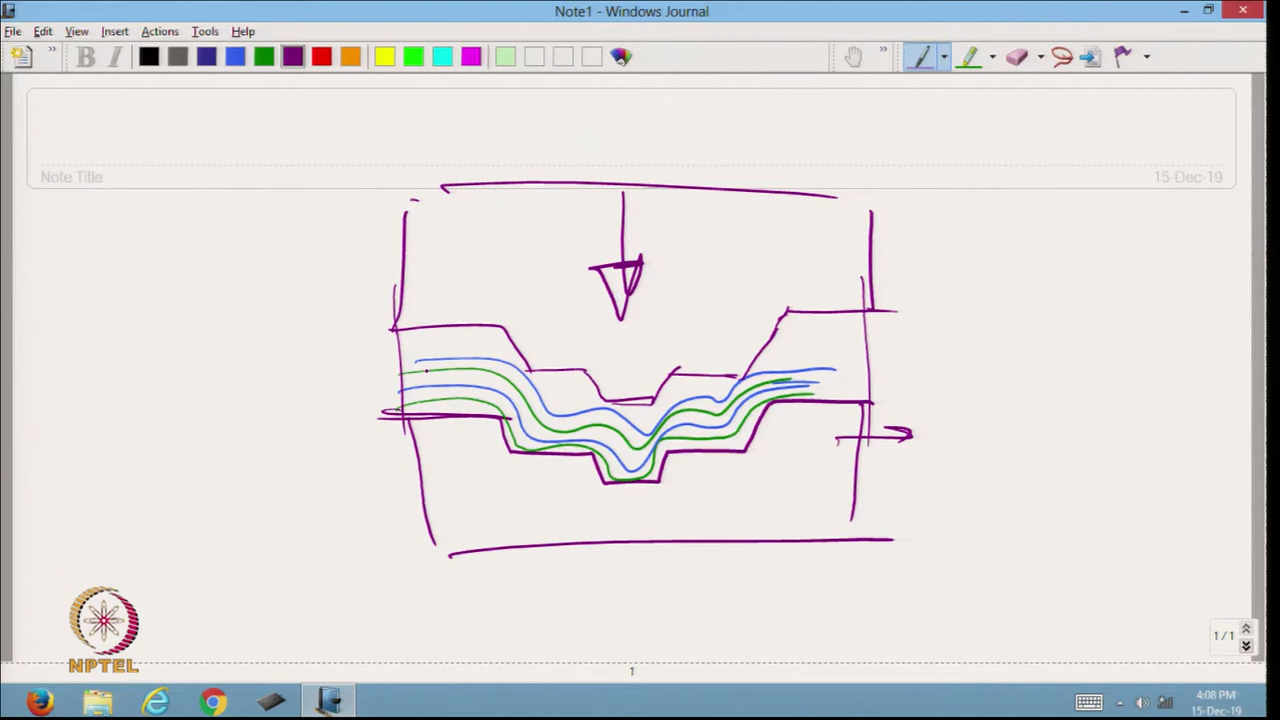 Note1 - Windows Journal
File Edit View Insert Actions Tools Help
B I
Note Title
15-Dec-19
1 / 1
NPTEL
1
4:08 PM
15-Dec-19